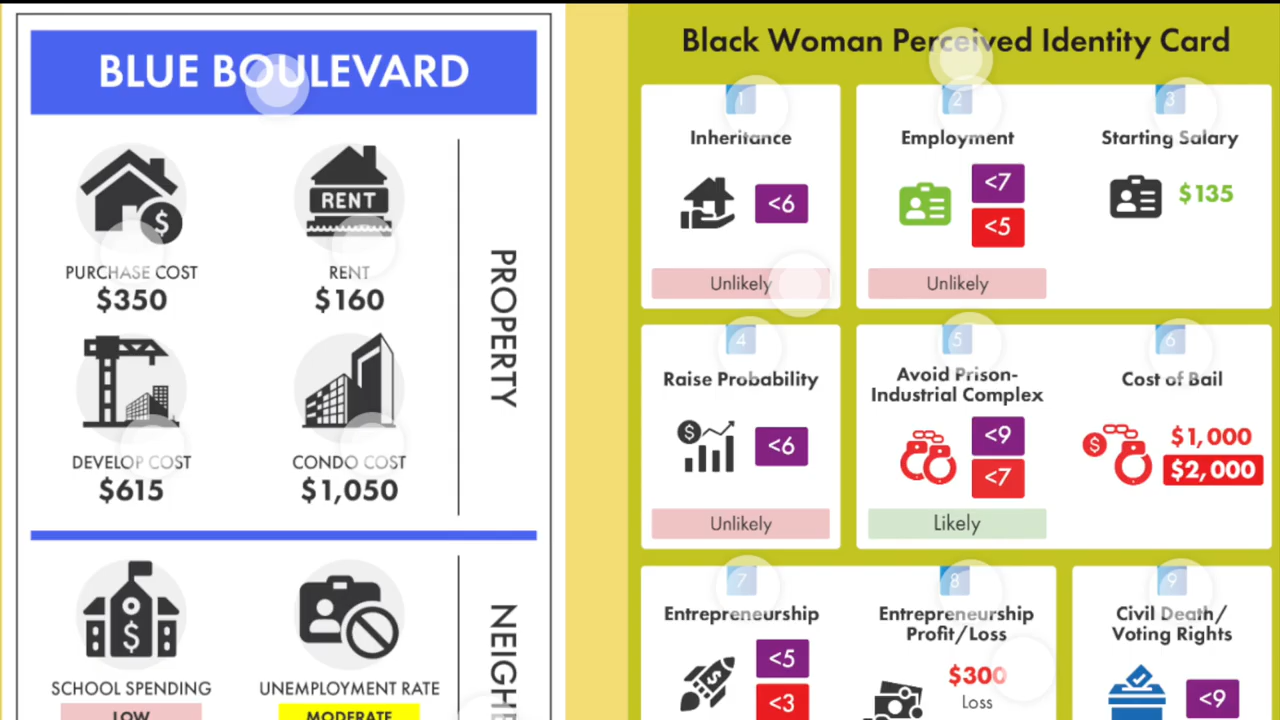 BLUE BOULEVARD
$
RENT
PURCHASE COST
$350
RENT
$160
DEVELOP COST
$615
CONDO COST
$1,050
PROPERTY
$
SCHOOL SPENDING
LOW
UNEMPLOYMENT RATE
MODERATE
NEIGH
Black Woman Perceived Identity Card
1
Inheritance
<6
Unlikely
2
Employment
<7
<5
Unlikely
3
Starting Salary
$135
4
Raise Probability
$
<6
Unlikely
5
Avoid Prison-
Industrial Complex
<9
<7
Likely
6
Cost of Bail
$
$1,000
$2,000
7
Entrepreneurship
$
<5
<3
8
Entrepreneurship
Profit/Loss
$300
Loss
9
Civil Death/
Voting Rights
<9